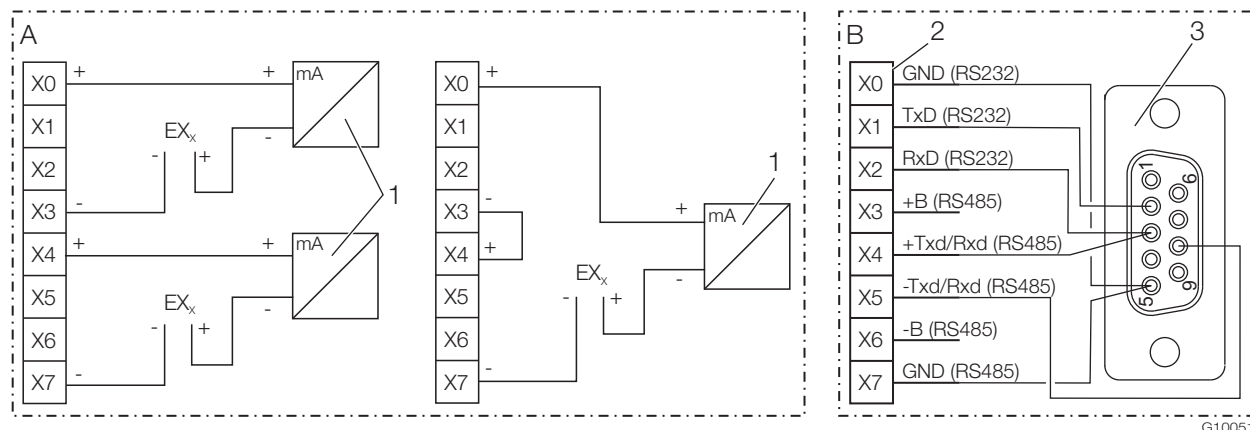 A
X0
X1
X2
X3
X4
X5
X6
X7
+
+
mA
-
EXₓ
-
+
-
1
+
+
mA
-
EXₓ
-
+
-
X0
X1
X2
X3
X4
X5
X6
X7
+
-
+
-
+
mA
-
1
EXₓ
-
+
B
2
3
X0 GND (RS232)
X1 TxD (RS232)
X2 RxD (RS232)
X3 +B (RS485)
X4 +Txd/Rxd (RS485)
X5 -Txd/Rxd (RS485)
X6 -B (RS485)
X7 GND (RS485)
1
6
5
9